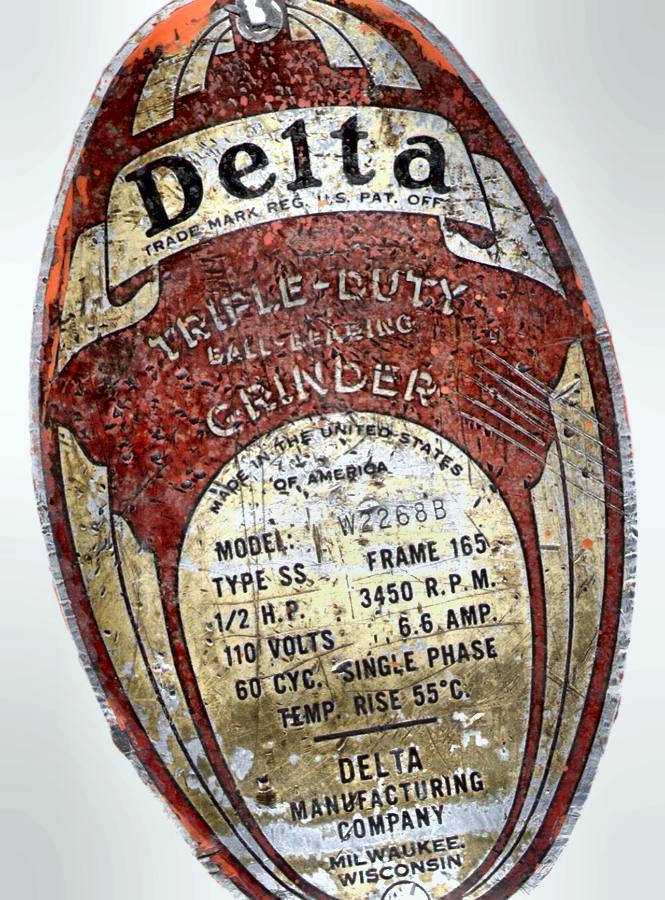 Delta
TRADE MARK REG. U.S. PAT. OFF.
TRIPLE-DUTY
BALL-BEARING
GRINDER
MADE IN THE UNITED STATES
OF AMERICA
MODEL: W2268B
TYPE SS FRAME 165
1/2 H.P. 3450 R.P.M.
110 VOLTS 6.6 AMP.
60 CYC. SINGLE PHASE
TEMP. RISE 55°C.
DELTA
MANUFACTURING
COMPANY
MILWAUKEE,
WISCONSIN